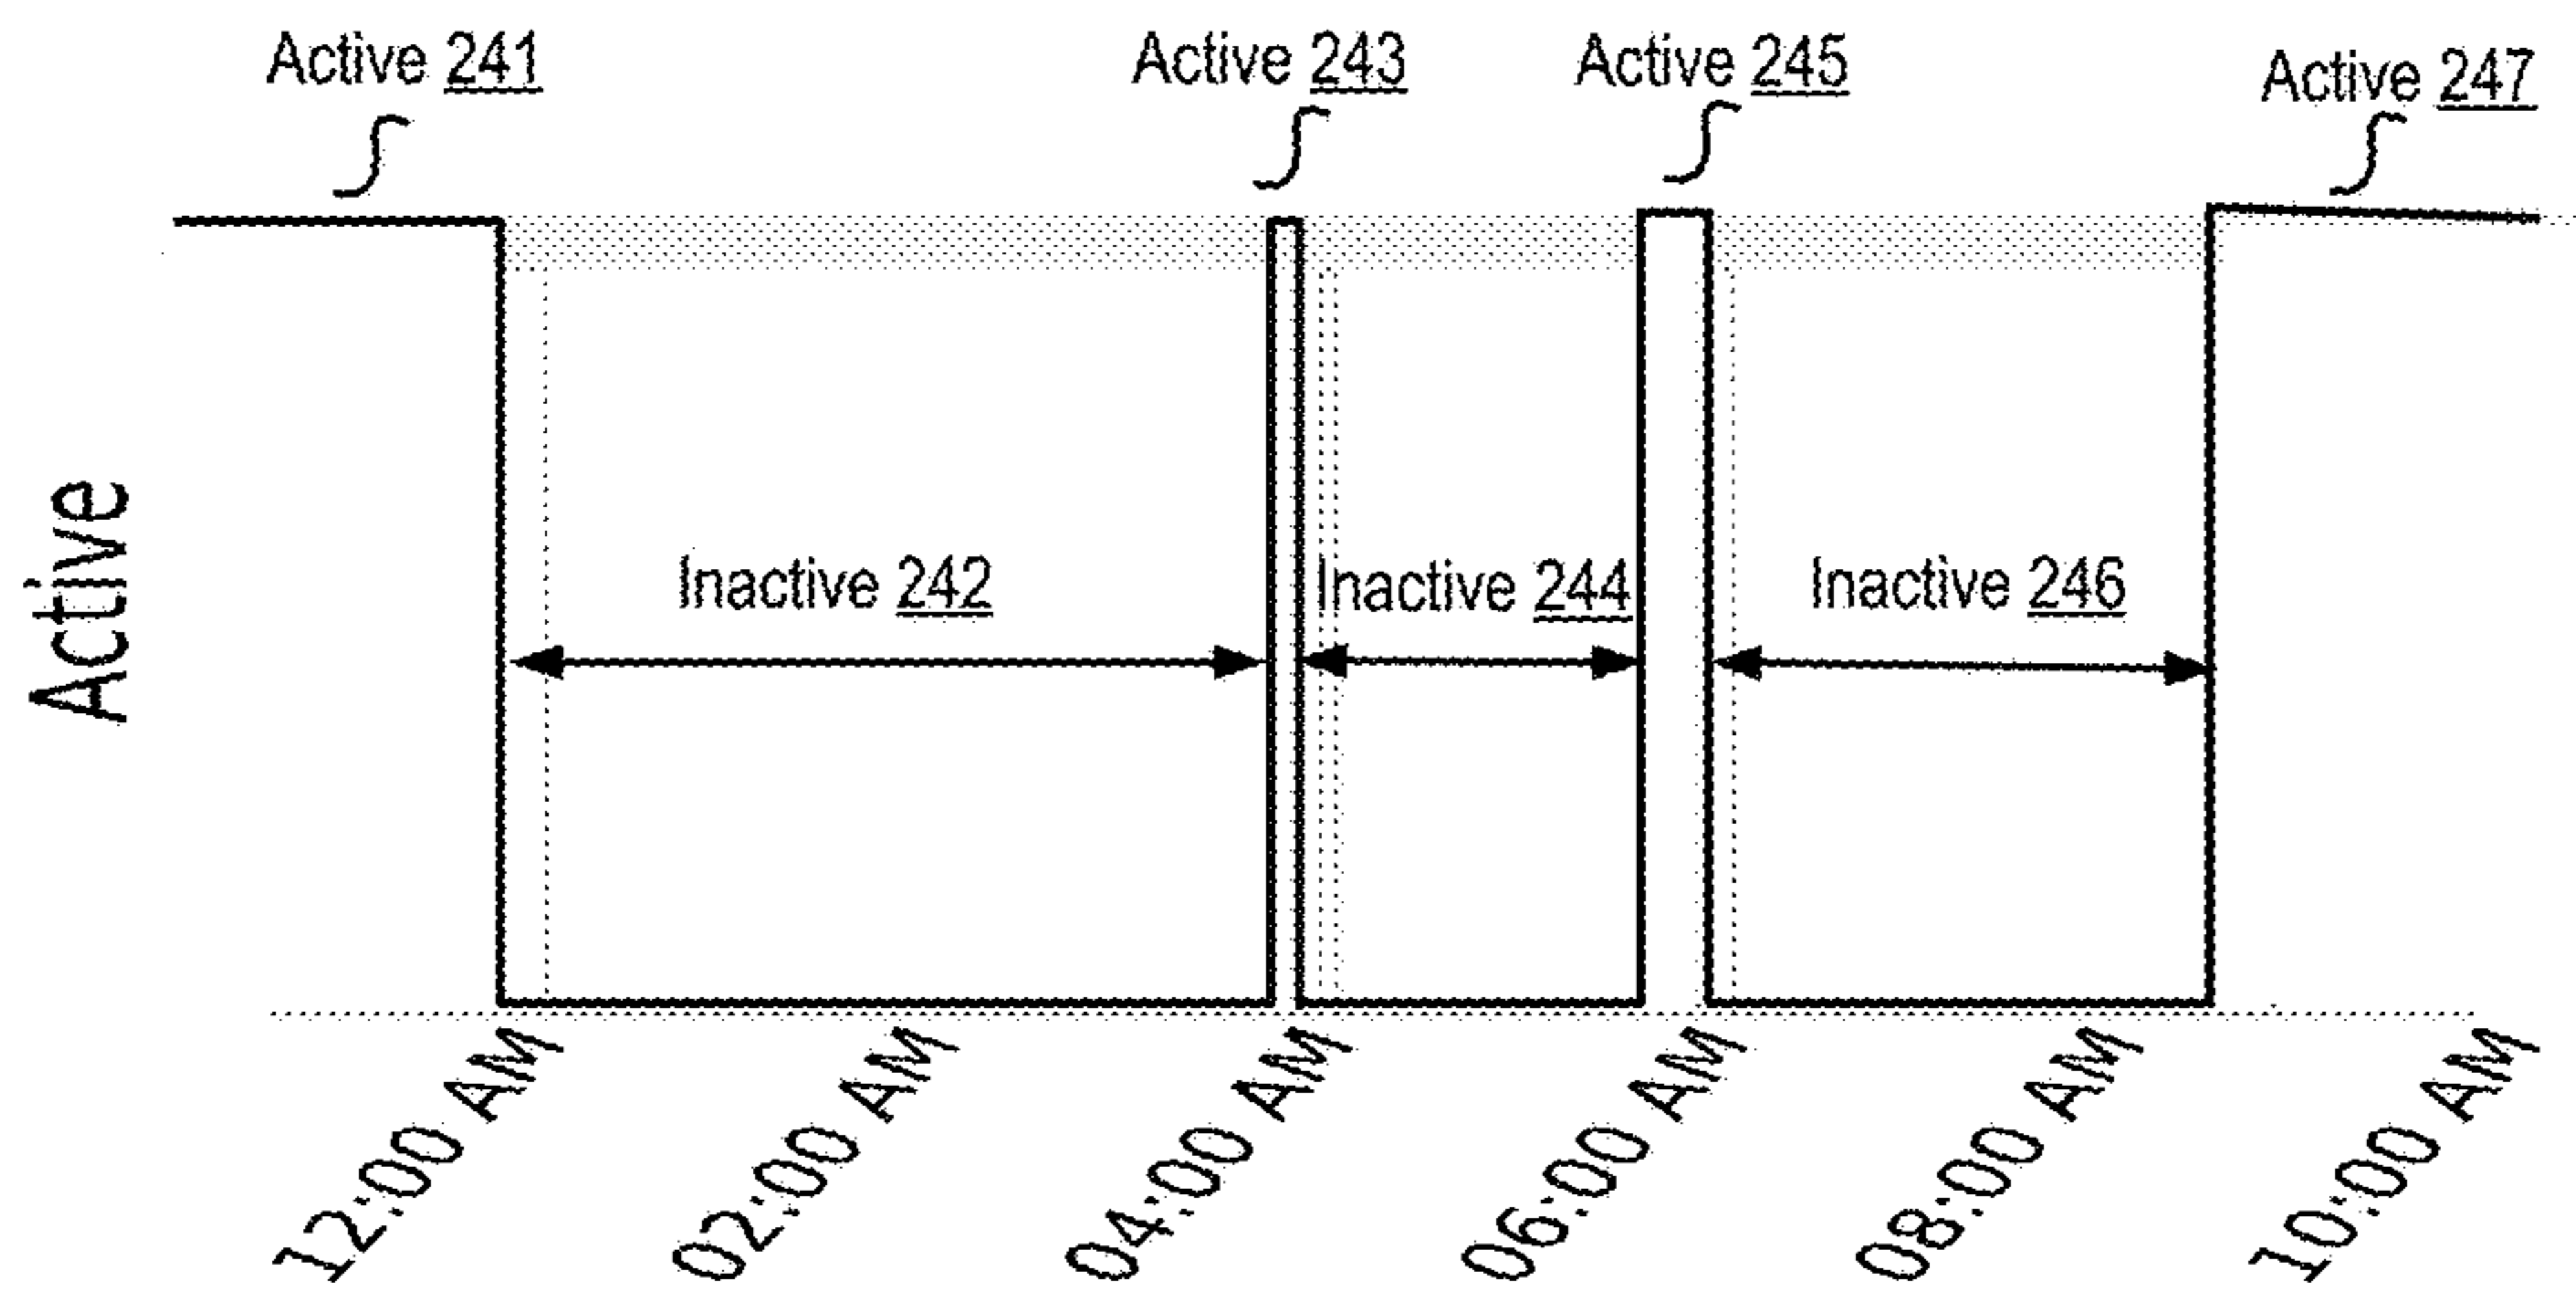 Active 241
Active 243
Active 245
Active 247
Active
Inactive 242
Inactive 244
Inactive 246
12:00 AM
02:00 AM
04:00 AM
06:00 AM
08:00 AM
10:00 AM